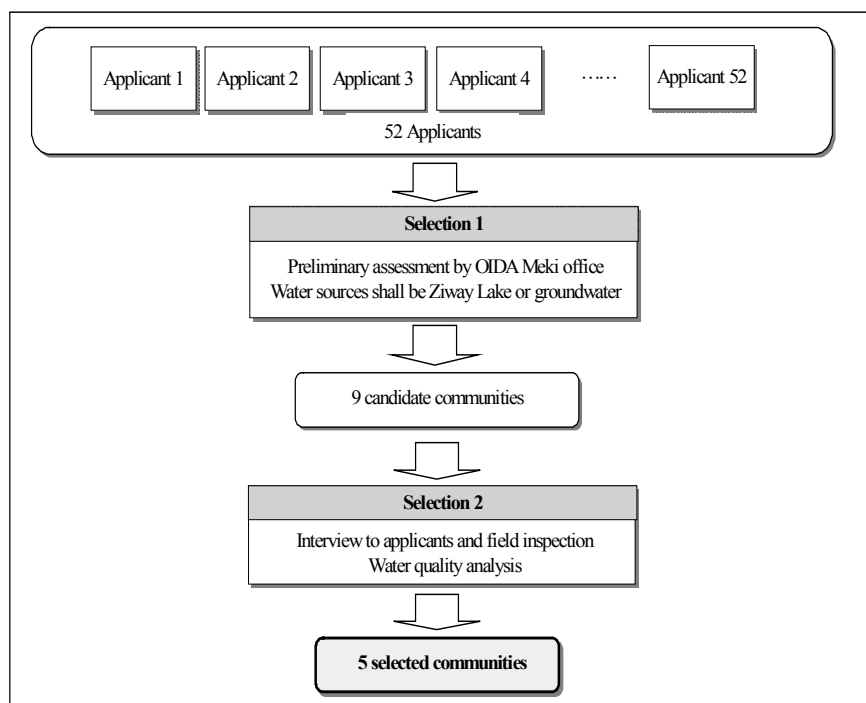 Applicant 1
Applicant 2
Applicant 3
Applicant 4
……
Applicant 52
52 Applicants
Selection 1
Preliminary assessment by OIDA Meki office
Water sources shall be Ziway Lake or groundwater
9 candidate communities
Selection 2
Interview to applicants and field inspection
Water quality analysis
5 selected communities